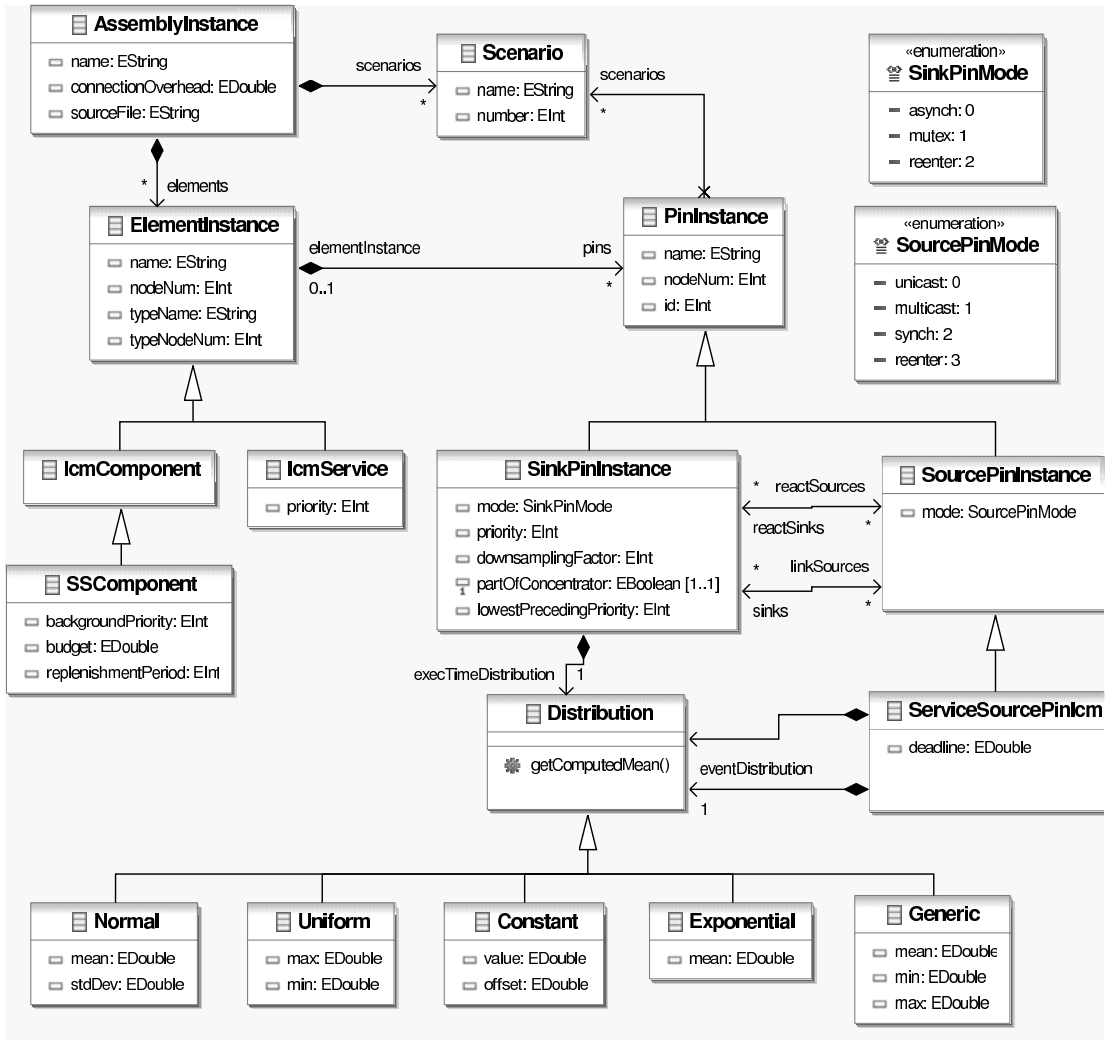 AssemblyInstance
name: EString
connectionOverhead: EDouble
sourceFile: EString
scenarios
*
Scenario
name: EString
number: EInt
scenarios
*
«enumeration»
SinkPinMode
asynch: 0
mutex: 1
reenter: 2
* elements
ElementInstance
name: EString
nodeNum: EInt
typeName: EString
typeNodeNum: EInt
elementInstance
0..1
pins
*
PinInstance
name: EString
nodeNum: EInt
id: EInt
«enumeration»
SourcePinMode
unicast: 0
multicast: 1
synch: 2
reenter: 3
IcmComponent
IcmService
priority: EInt
SSComponent
backgroundPriority: EInt
budget: EDouble
replenishmentPeriod: EInt
SinkPinInstance
mode: SinkPinMode
priority: EInt
downsamplingFactor: EInt
partOfConcentrator: EBoolean [1..1]
lowestPrecedingPriority: EInt
* reactSources
reactSinks *
* linkSources
sinks *
SourcePinInstance
mode: SourcePinMode
execTimeDistribution 1
Distribution
getComputedMean()
eventDistribution
1
ServiceSourcePinIcm
deadline: EDouble
Normal
mean: EDouble
stdDev: EDouble
Uniform
max: EDouble
min: EDouble
Constant
value: EDouble
offset: EDouble
Exponential
mean: EDouble
Generic
mean: EDouble
min: EDouble
max: EDouble